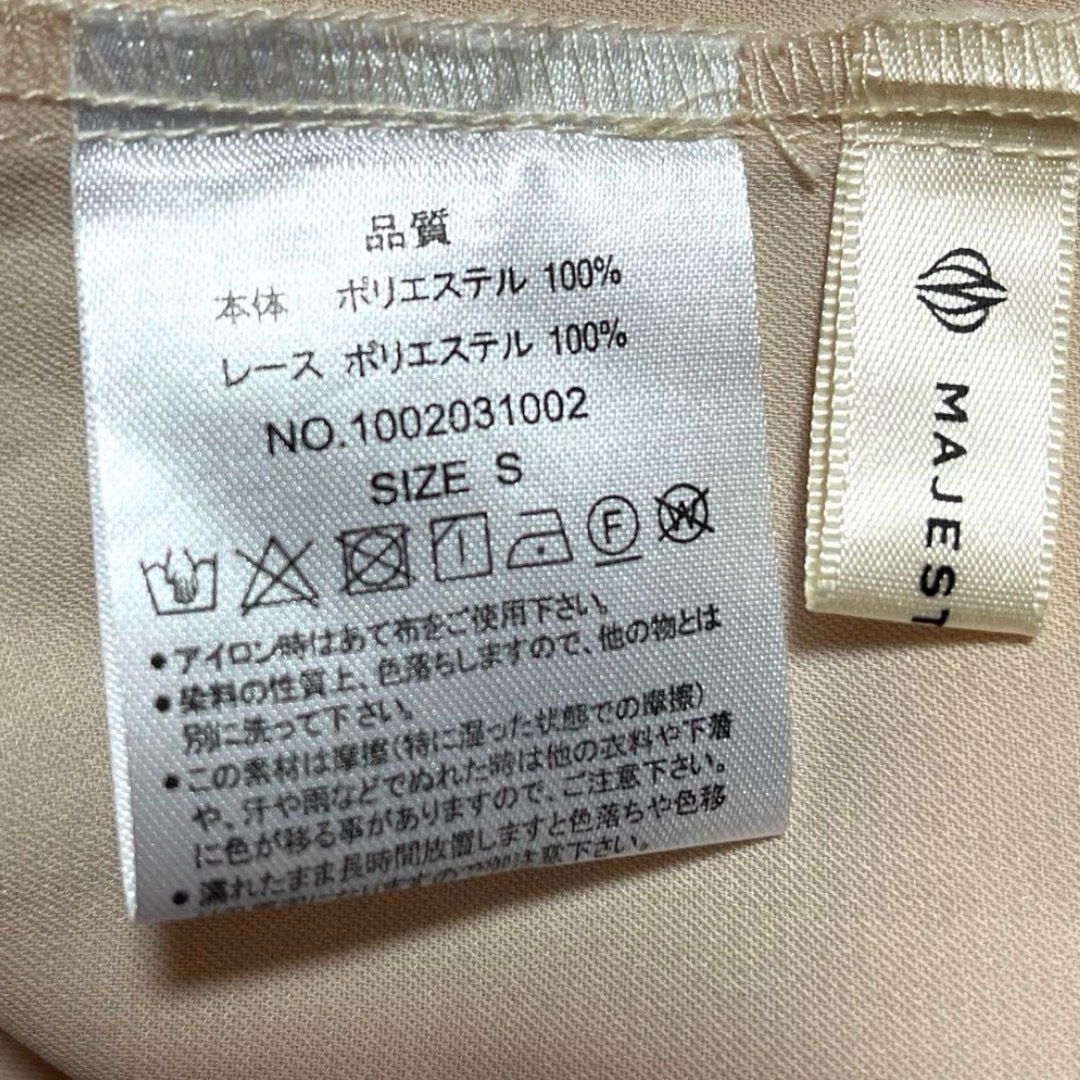 品質
本体 ポリエステル 100%
レース ポリエステル 100%
NO.1002031002
SIZE S
F
W
•アイロン時はあて布をご使用下さい。
•染料の性質上、色落ちしますので、他の物とは
別に洗って下さい。
•この素材は摩擦(特に湿った状態での摩擦)
や、汗や雨などでぬれた時は他の衣料や下着
に色が移る事がありますので、ご注意下さい。
•濡れたまま長時間放置しますと色落ちや色移
MAJEST